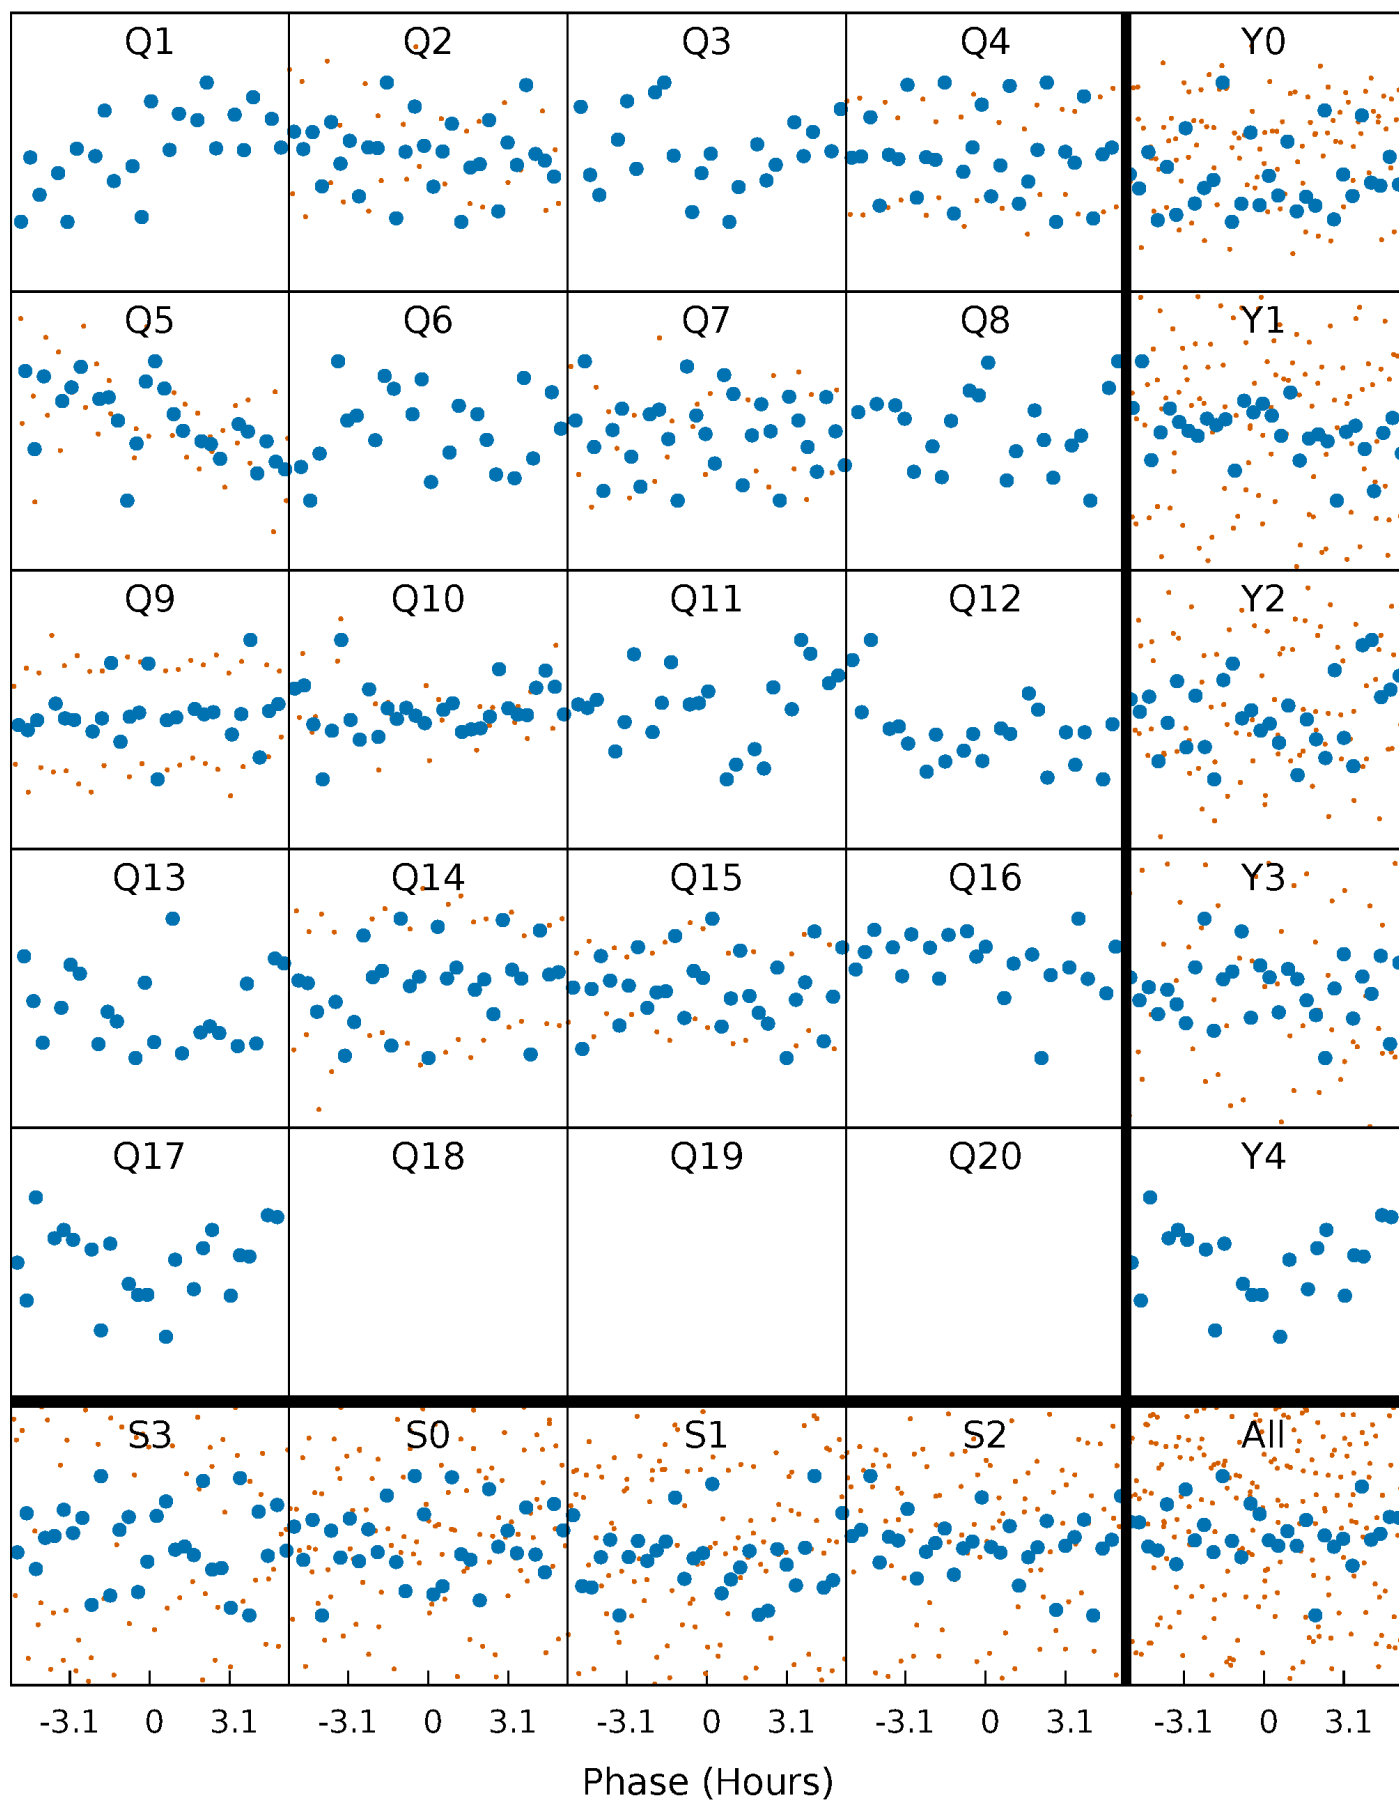 Q1 Q2 Q3 Q4 Y0
Q5 Q6 Q7 Q8 Y1
Q9 Q10 Q11 Q12 Y2
Q13 Q14 Q15 Q16 Y3
Q17 Q18 Q19 Q20 Y4
S3 S0 S1 S2 All
-3.1 0 3.1 -3.1 0 3.1 -3.1 0 3.1 -3.1 0 3.1 -3.1 0 3.1
Phase (Hours)